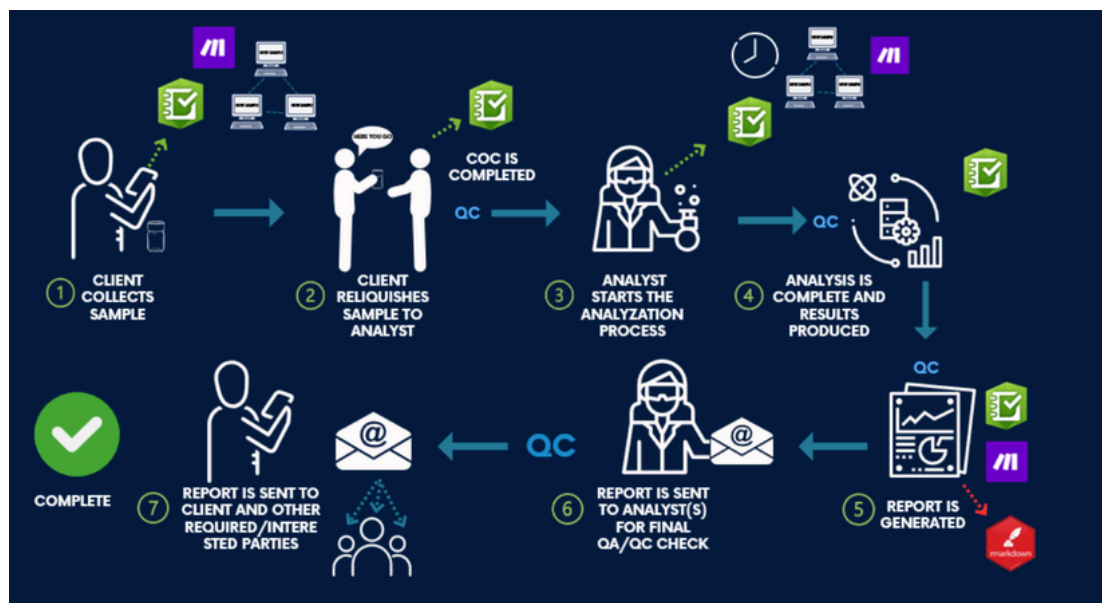 HERE YOU GO
COC IS
COMPLETED
QC
QC
1
CLIENT
COLLECTS
SAMPLE
2
CLIENT
RELIQUISHES
SAMPLE TO
ANALYST
3
ANALYST
STARTS THE
ANALYZATION
PROCESS
4
ANALYSIS IS
COMPLETE AND
RESULTS
PRODUCED
QC
@
@
QC
COMPLETE
7
REPORT IS SENT TO
CLIENT AND OTHER
REQUIRED/INTERE
STED PARTIES
6
REPORT IS SENT
TO ANALYST(S)
FOR FINAL
QA/QC CHECK
5
REPORT IS
GENERATED
rmarkdown